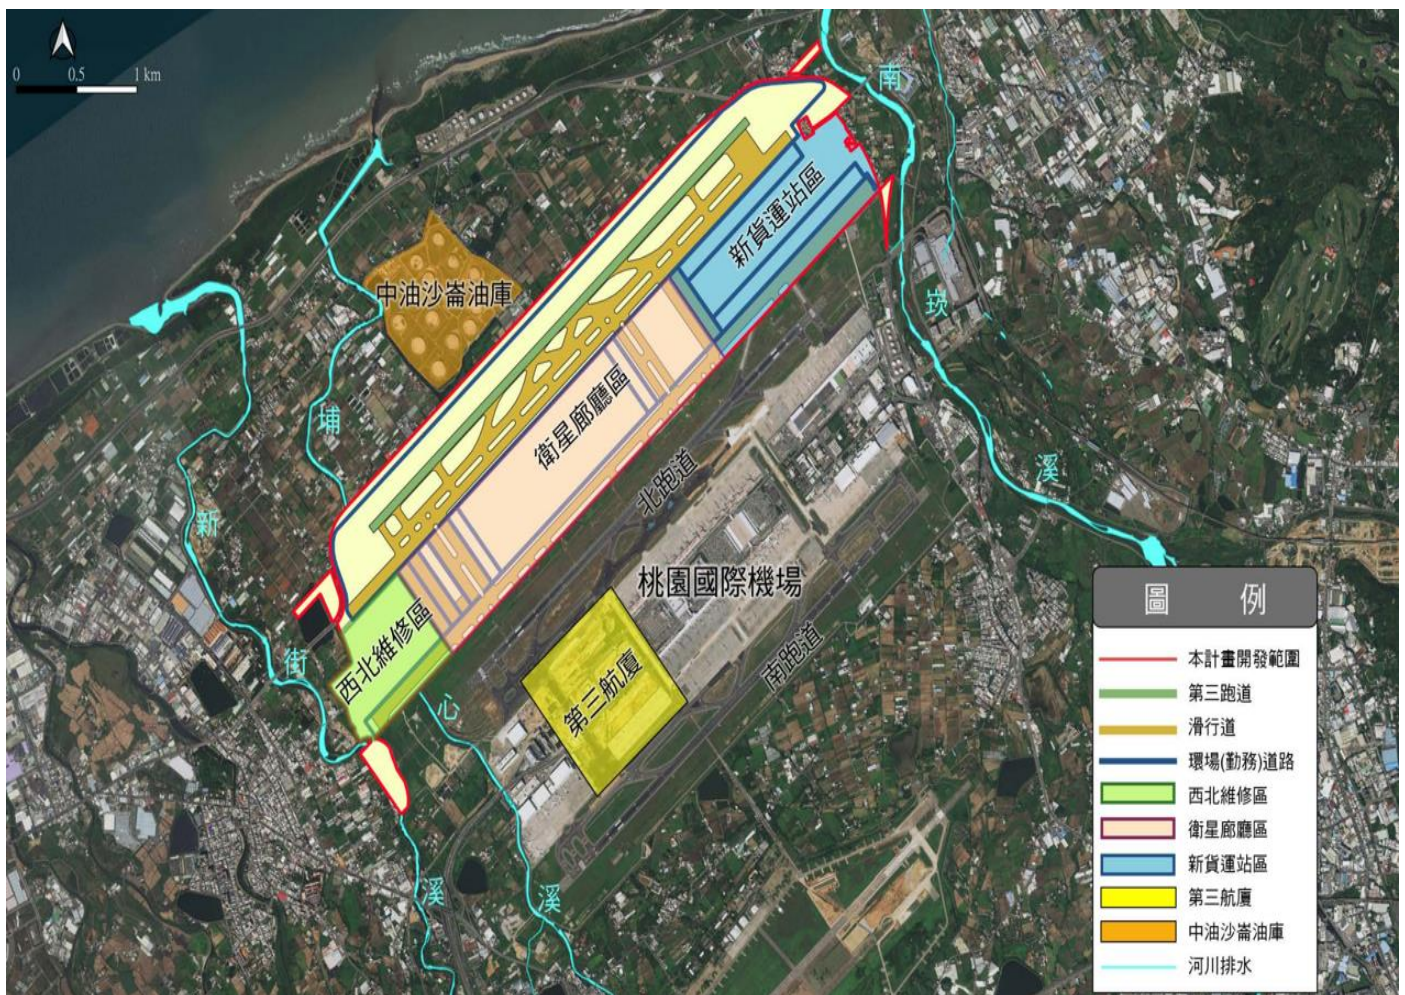 0 0.5 1 km
南
新貨運站區
中油沙崙油庫
崁
埔
衛星廊廳區
北跑道
溪
新
桃園國際機場
街
西北維修區
心
第三航廈
南跑道
溪
溪
圖 例
本計畫開發範圍
第三跑道
滑行道
環場(勤務)道路
西北維修區
衛星廊廳區
新貨運站區
第三航廈
中油沙崙油庫
河川排水